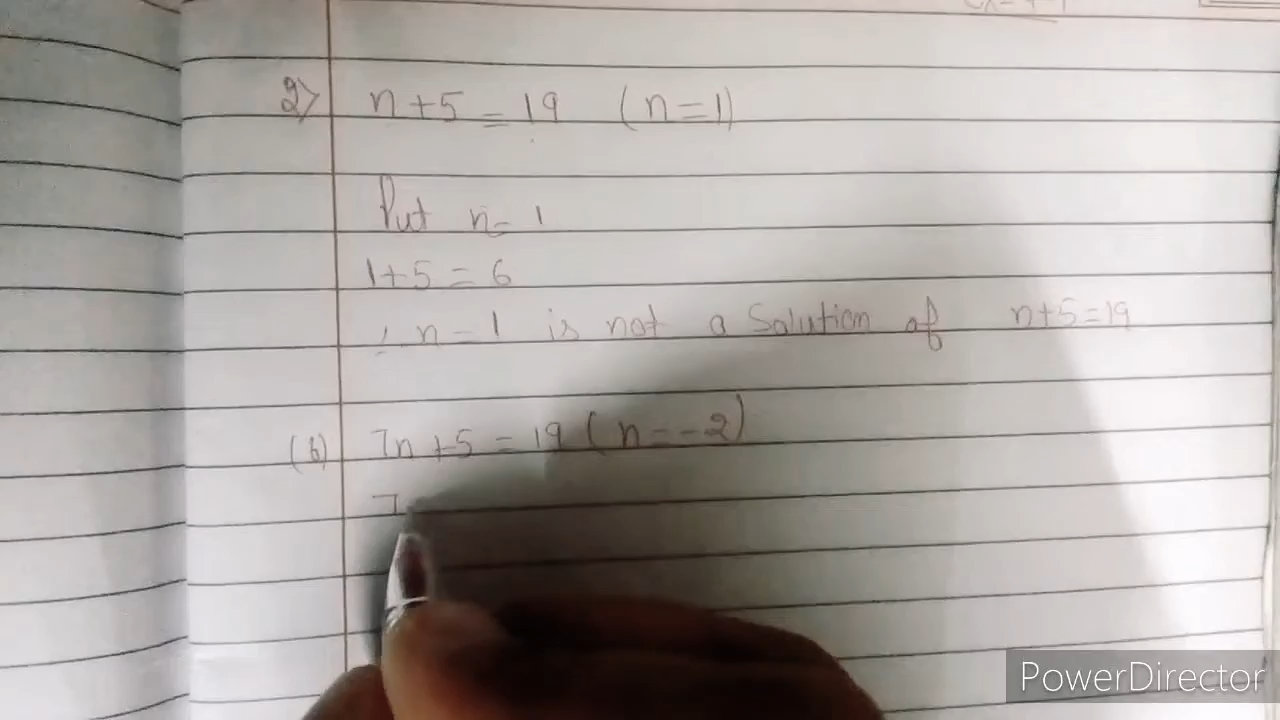 2> n+5=19 (n=1)
Put n=1
1+5=6
∴ n=1 is not a Solution of n+5=19
(b) 7n+5=19 (n=-2)
7
PowerDirector